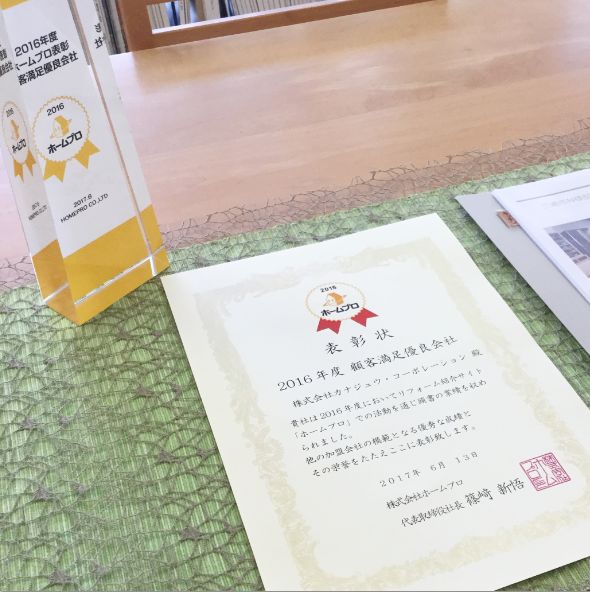 2016年度
ホームプロ表彰
客満足優良会社
2016
ホームプロ
2017.6
HOMEPRO CO.,LTD
2016
ホームプロ
表彰状
2016年度 顧客満足優良会社
株式会社カナジュウ・コーポレーション 殿
貴社は2016年度においてリフォーム紹介サイト
「ホームプロ」での活動を通じ顕著の業績を収め
られました。
他の加盟会社の模範となる優秀な成績と
その栄誉をたたえここに表彰致します。
2017年 6月 13日
株式会社ホームプロ
代表取締役社長 篠崎 新悟